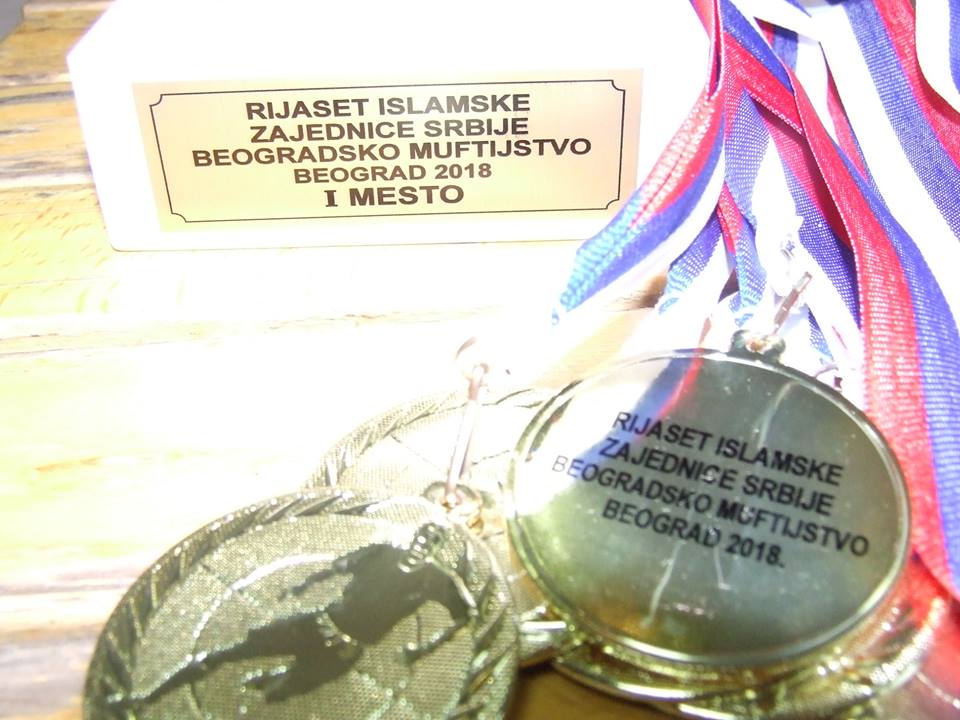 RIJASET ISLAMSKE
ZAJEDNICE SRBIJE
BEOGRADSKO MUFTIJSTVO
BEOGRAD 2018
I MESTO
RIJASET ISLAMSKE
ZAJEDNICE SRBIJE
BEOGRADSKO MUFTIJSTVO
BEOGRAD 2018.